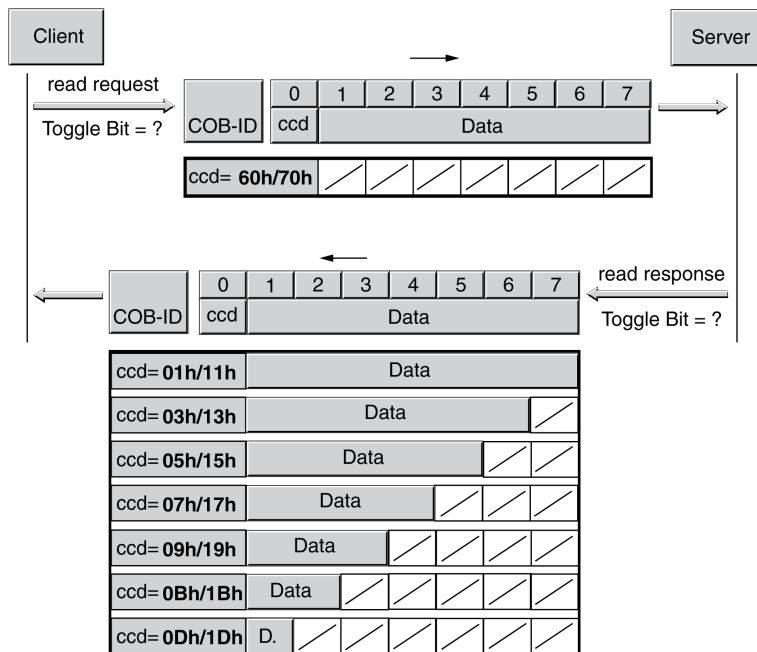 Client
Server
read request
Toggle Bit = ?
COB-ID
0 1 2 3 4 5 6 7
ccd Data
ccd= 60h/70h
read response
Toggle Bit = ?
COB-ID
0 1 2 3 4 5 6 7
ccd Data
ccd= 01h/11h Data
ccd= 03h/13h Data
ccd= 05h/15h Data
ccd= 07h/17h Data
ccd= 09h/19h Data
ccd= 0Bh/1Bh Data
ccd= 0Dh/1Dh D.